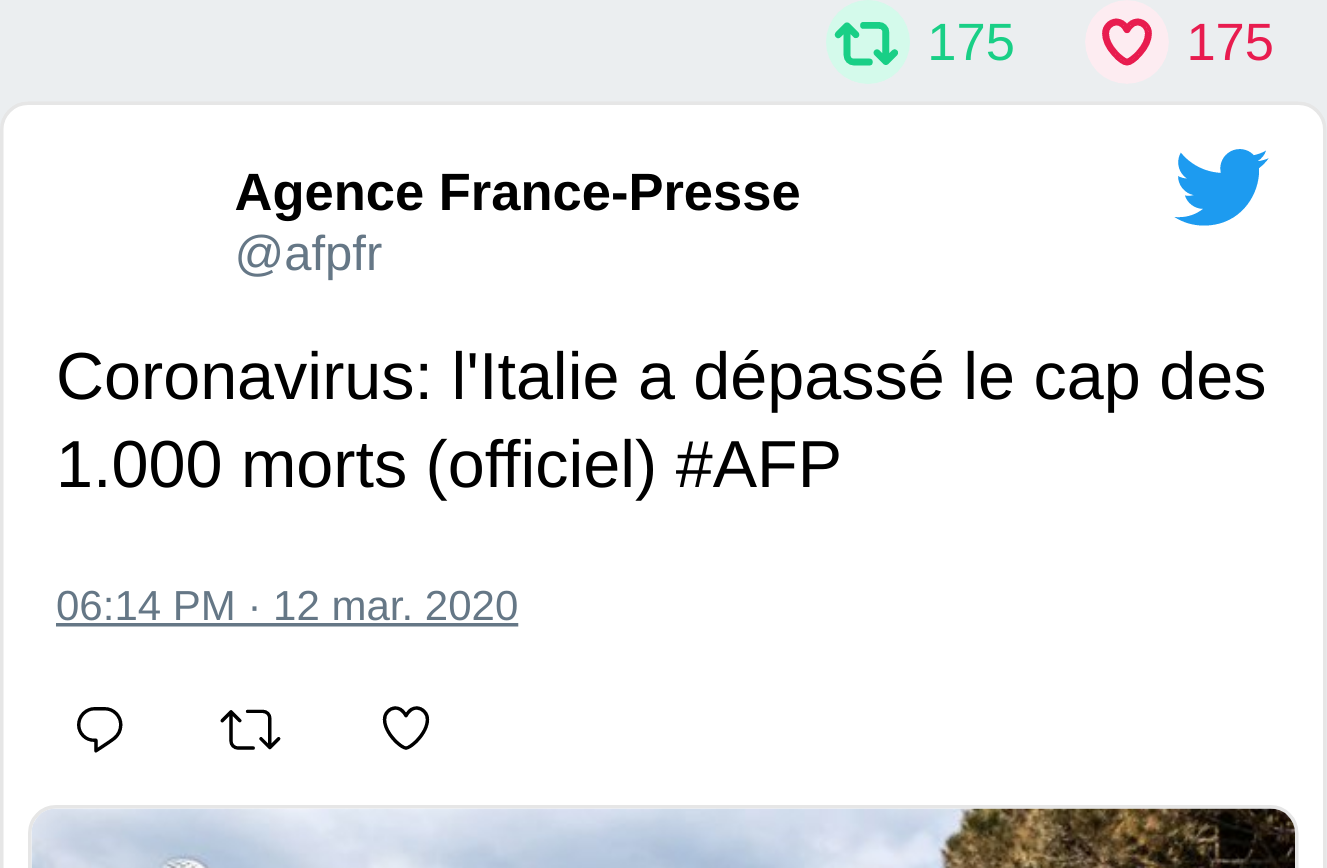 175 175
Agence France-Presse
@afpfr
Coronavirus: l'Italie a dépassé le cap des
1.000 morts (officiel) #AFP
06:14 PM · 12 mar. 2020